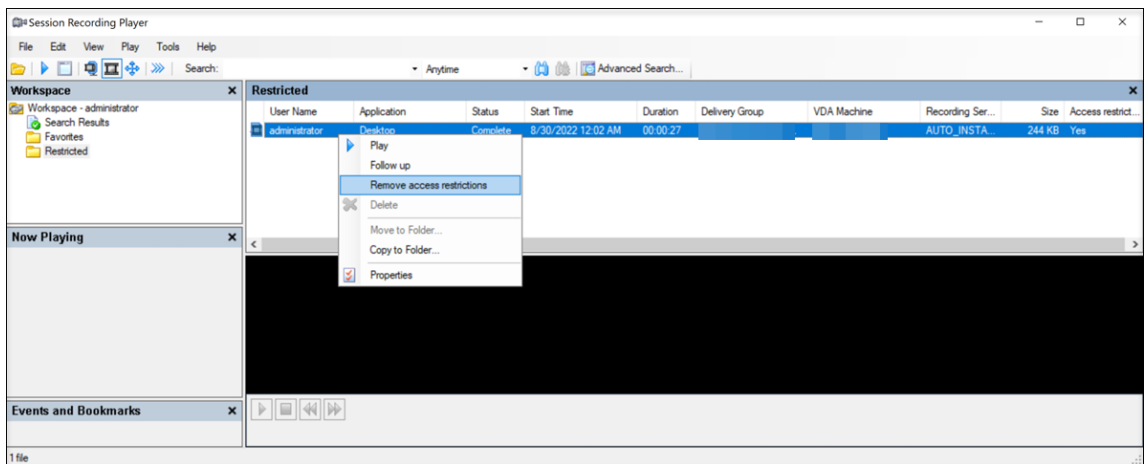 Session Recording Player
File Edit View Play Tools Help
Search: Anytime Advanced Search...
Workspace
Workspace - administrator
Search Results
Favorites
Restricted
Restricted
User Name Application Status Start Time Duration Delivery Group VDA Machine Recording Ser... Size Access restrict...
administrator Desktop Complete 8/30/2022 12:02 AM 00:00:27 AUTO_INSTA... 244 KB Yes
Play
Follow up
Remove access restrictions
Delete
Move to Folder...
Copy to Folder...
Properties
Now Playing
Events and Bookmarks
1 file